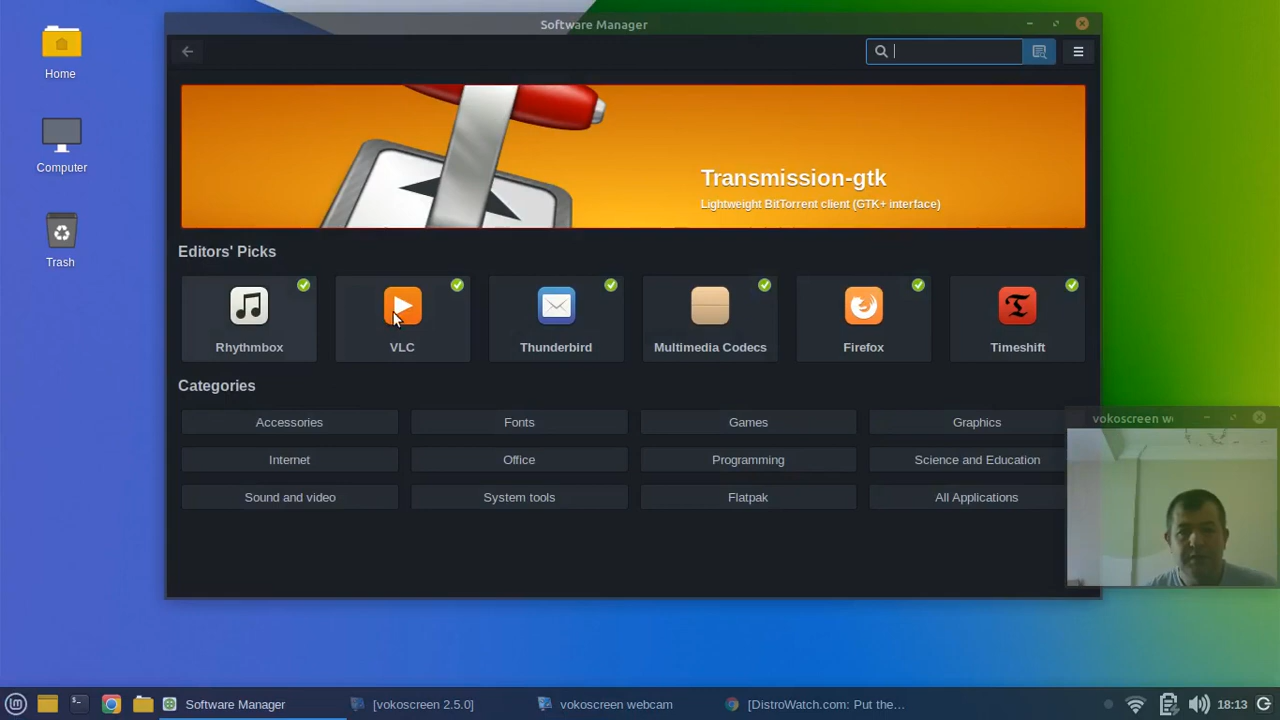 Software Manager
Home
Computer
Trash
Transmission-gtk
Lightweight BitTorrent client (GTK+ interface)
Editors' Picks
Rhythmbox
VLC
Thunderbird
Multimedia Codecs
Firefox
Timeshift
Categories
Accessories
Fonts
Games
Graphics
Internet
Office
Programming
Science and Education
Sound and video
System tools
Flatpak
All Applications
vokoscreen we
Software Manager
[vokoscreen 2.5.0]
vokoscreen webcam
[DistroWatch.com: Put the...
18:13